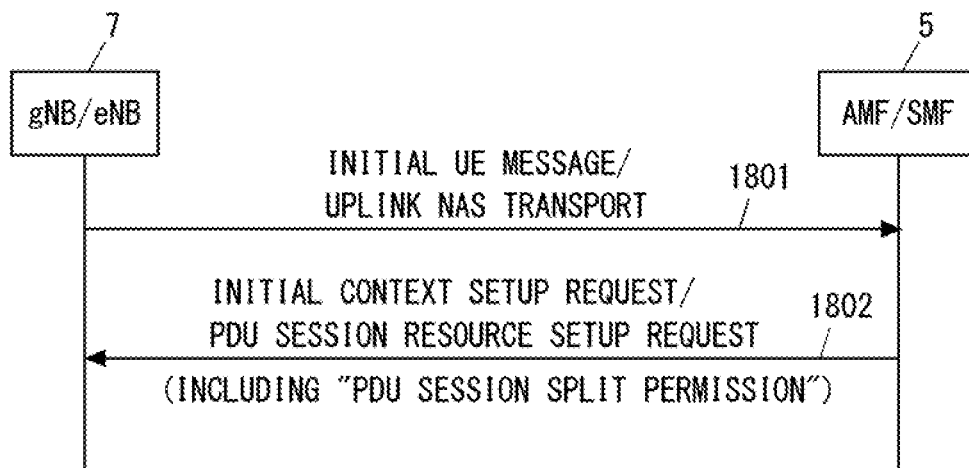 7
5
gNB/eNB
AMF/SMF
INITIAL UE MESSAGE/
1801
UPLINK NAS TRANSPORT
INITIAL CONTEXT SETUP REQUEST/
1802
PDU SESSION RESOURCE SETUP REQUEST
(INCLUDING "PDU SESSION SPLIT PERMISSION")